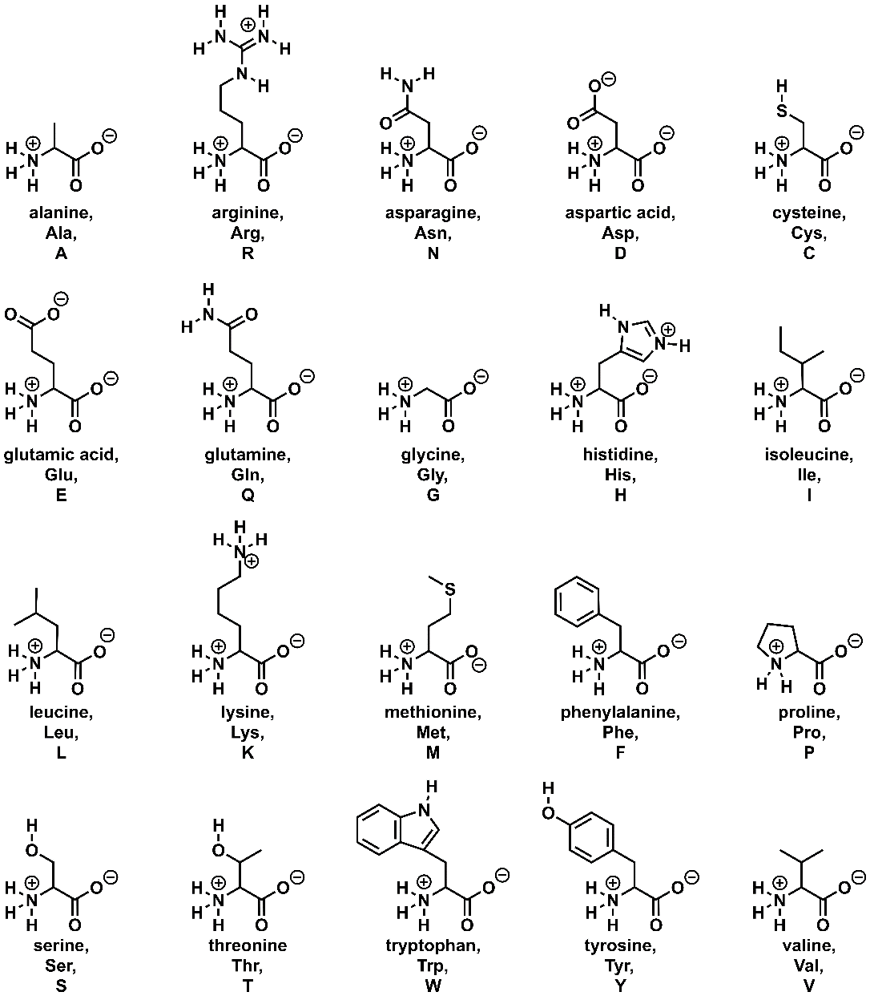 alanine,
Ala,
A
arginine,
Arg,
R
asparagine,
Asn,
N
aspartic acid,
Asp,
D
cysteine,
Cys,
C
glutamic acid,
Glu,
E
glutamine,
Gln,
Q
glycine,
Gly,
G
histidine,
His,
H
isoleucine,
Ile,
I
leucine,
Leu,
L
lysine,
Lys,
K
methionine,
Met,
M
phenylalanine,
Phe,
F
proline,
Pro,
P
serine,
Ser,
S
threonine
Thr,
T
tryptophan,
Trp,
W
tyrosine,
Tyr,
Y
valine,
Val,
V